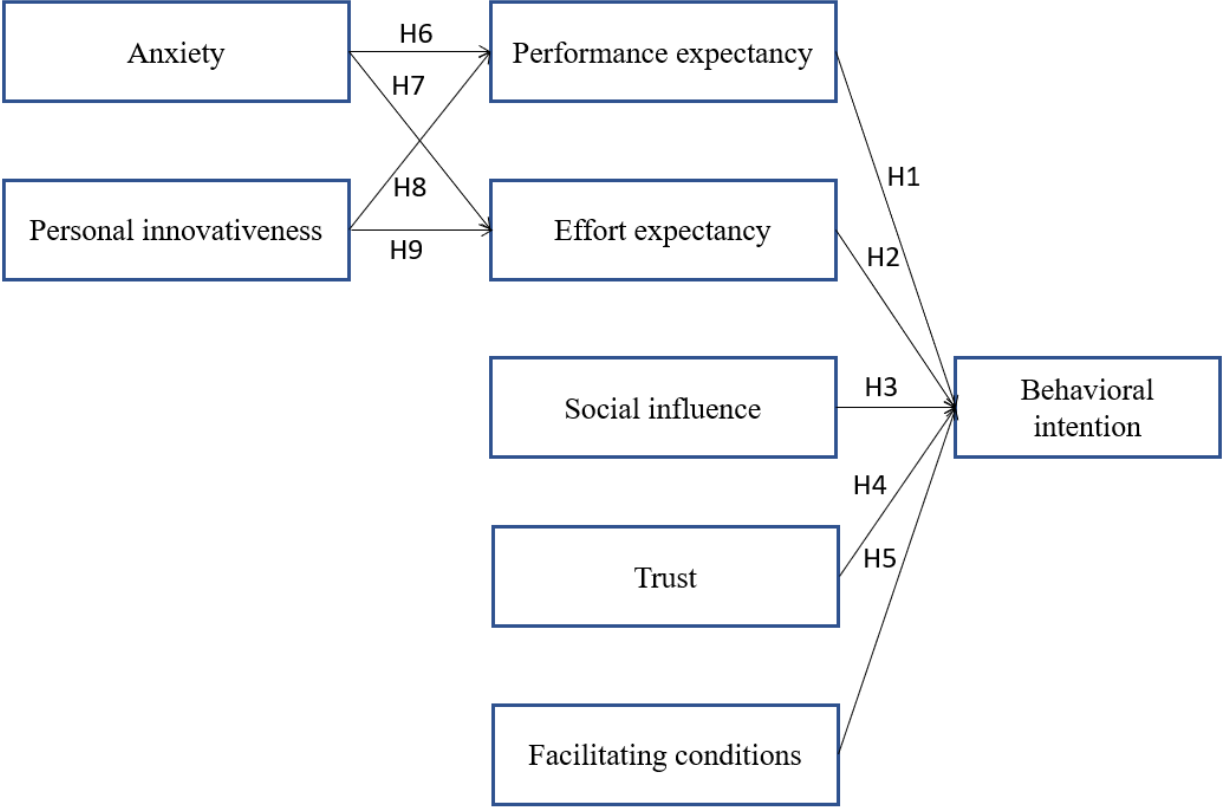 Anxiety
H6
Performance expectancy
H7
H1
H8
Personal innovativeness
Effort expectancy
H9
H2
Social influence
H3
Behavioral
intention
H4
Trust
H5
Facilitating conditions